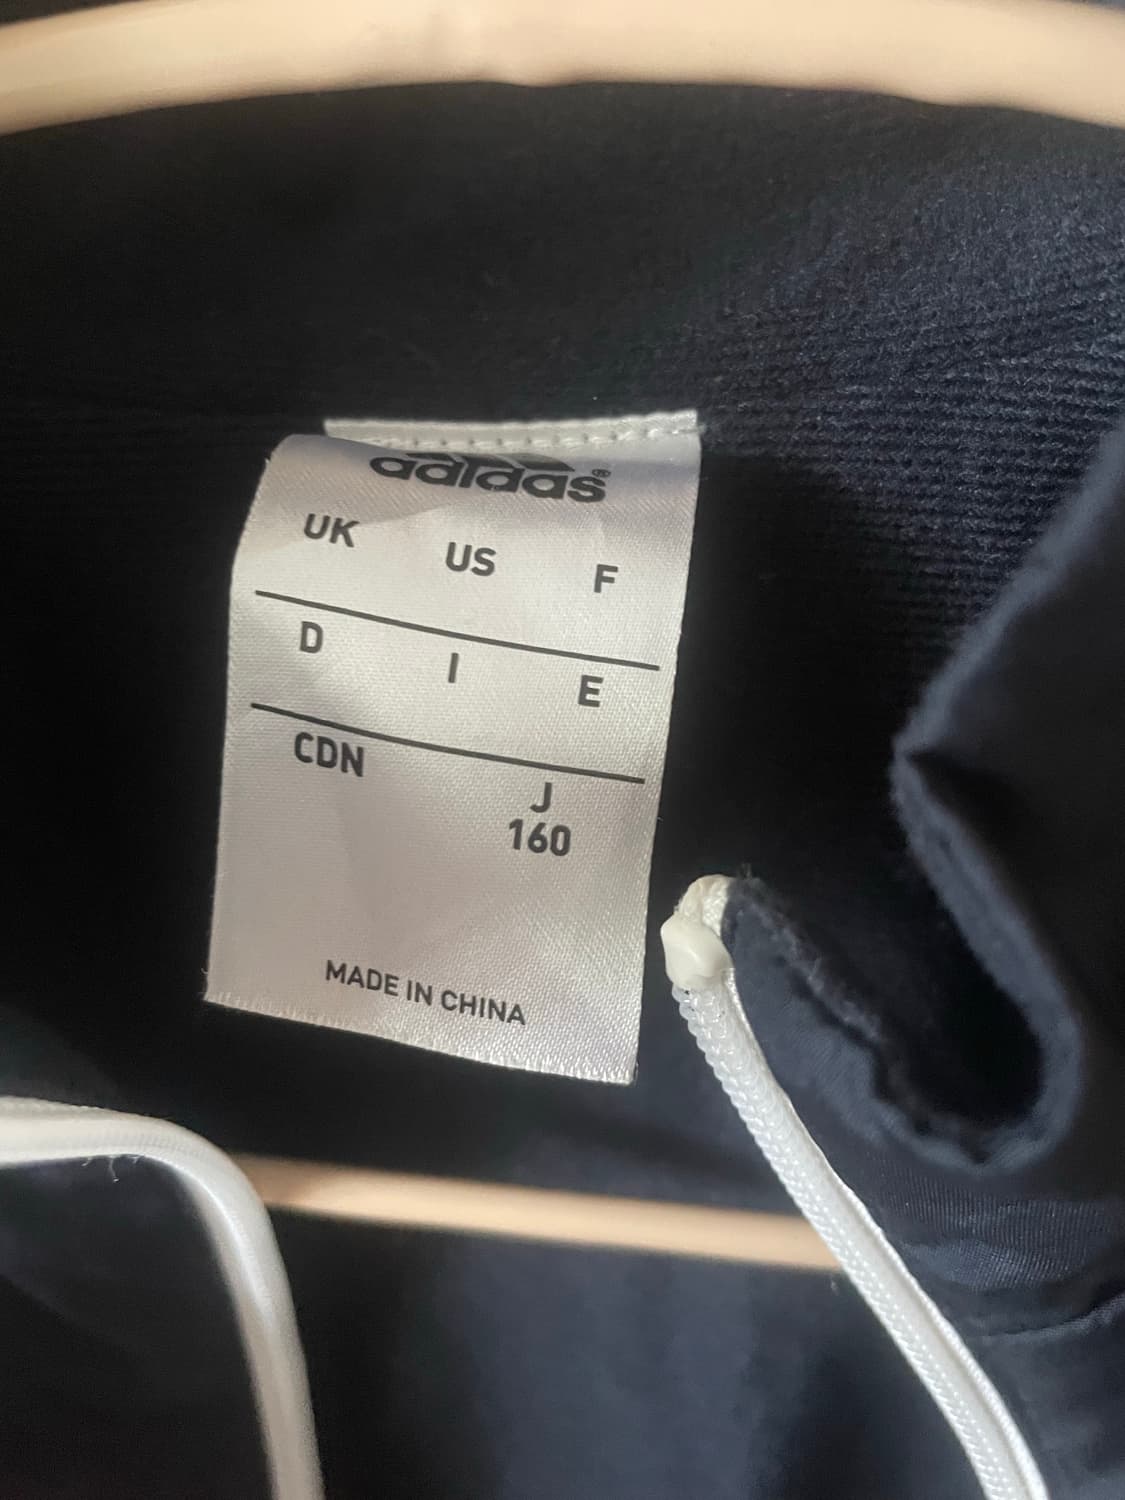 adidas®
UK US F
D I E
CDN J
160
MADE IN CHINA